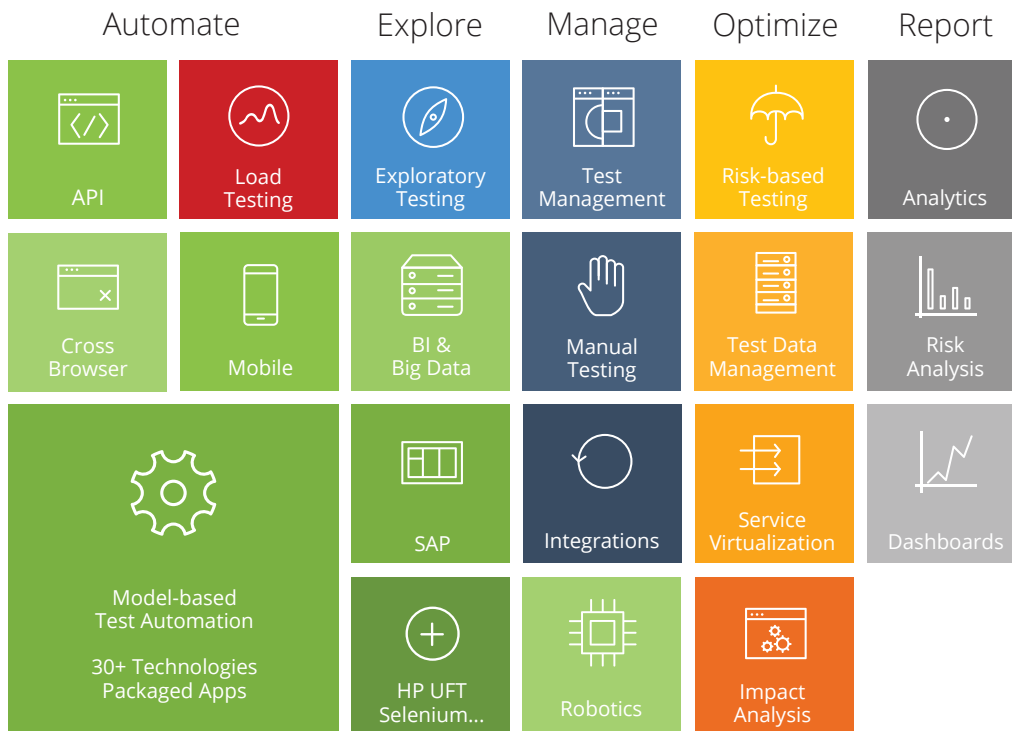 Automate
Explore
Manage
Optimize
Report
API
Load
Testing
Exploratory
Testing
Test
Management
Risk-based
Testing
Analytics
Cross
Browser
Mobile
BI &
Big Data
Manual
Testing
Test Data
Management
Risk
Analysis
Model-based
Test Automation
30+ Technologies
Packaged Apps
SAP
Integrations
Service
Virtualization
Dashboards
HP UFT
Selenium...
Robotics
Impact
Analysis